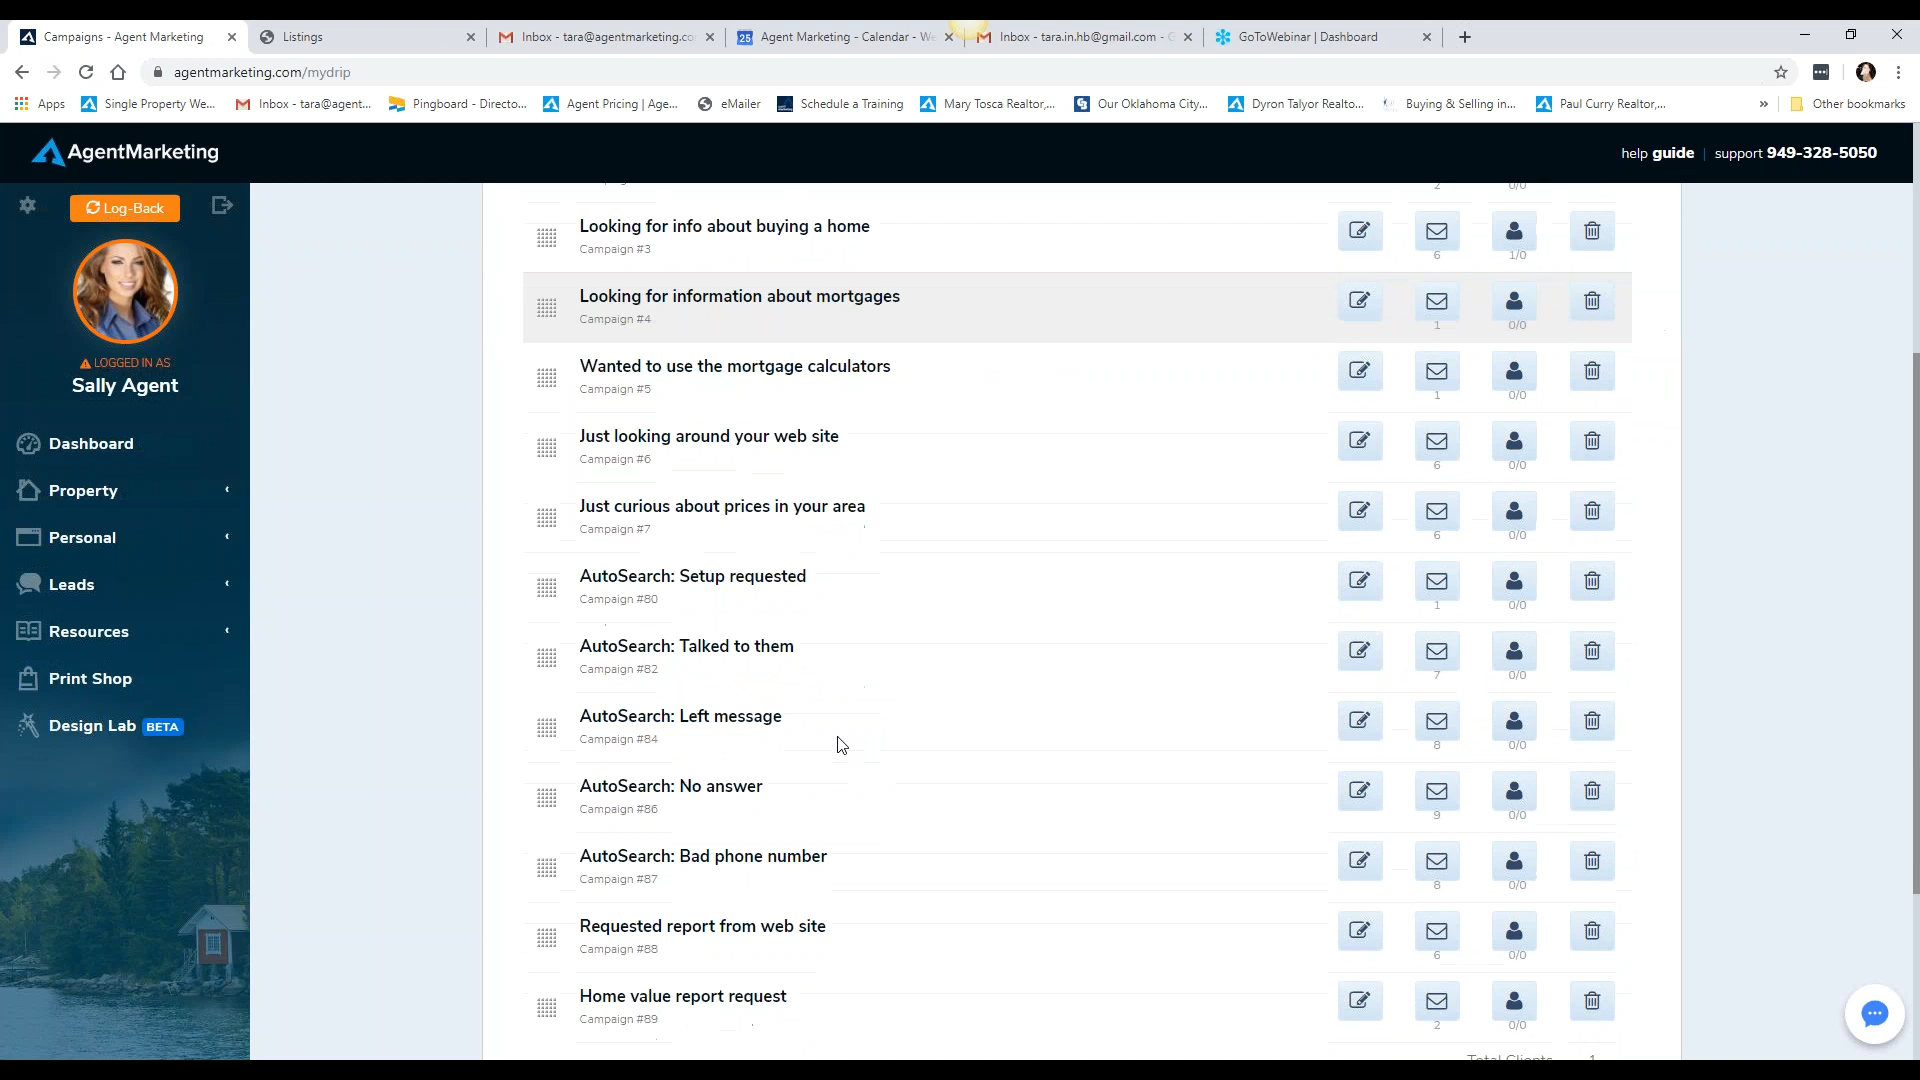 Campaigns - Agent Marketing
Listings
Inbox - tara@agentmarketing.co
Agent Marketing - Calendar - We
Inbox - tara.in.hb@gmail.com - G
GoToWebinar | Dashboard
agentmarketing.com/mydrip
Apps
Single Property We...
Inbox - tara@agent...
Pingboard - Directo...
Agent Pricing | Age...
eMailer
Schedule a Training
Mary Tosca Realtor,...
Our Oklahoma City...
Dyron Talyor Realto...
Buying & Selling in...
Paul Curry Realtor,...
»
Other bookmarks
AgentMarketing
help guide | support 949-328-5050
Log-Back
LOGGED IN AS
Sally Agent
Dashboard
Property
Personal
Leads
Resources
Print Shop
Design Lab BETA
2 0/0
Looking for info about buying a home
Campaign #3
6 1/0
Looking for information about mortgages
Campaign #4
1 0/0
Wanted to use the mortgage calculators
Campaign #5
1 0/0
Just looking around your web site
Campaign #6
6 0/0
Just curious about prices in your area
Campaign #7
6 0/0
AutoSearch: Setup requested
Campaign #80
1 0/0
AutoSearch: Talked to them
Campaign #82
7 0/0
AutoSearch: Left message
Campaign #84
8 0/0
AutoSearch: No answer
Campaign #86
9 0/0
AutoSearch: Bad phone number
Campaign #87
8 0/0
Requested report from web site
Campaign #88
6 0/0
Home value report request
Campaign #89
2 0/0
Total Clients 1